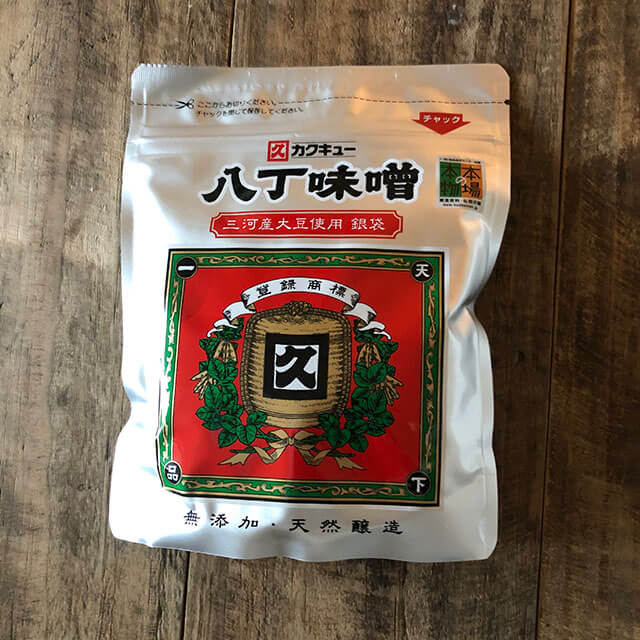 ここからお切りください。
チャックを閉じて保存してください。
チャック
久 カクキュー
八丁味噌
本場
本物
三河産大豆使用 銀袋
天
一
登録商標
久
品
下
無添加・天然醸造